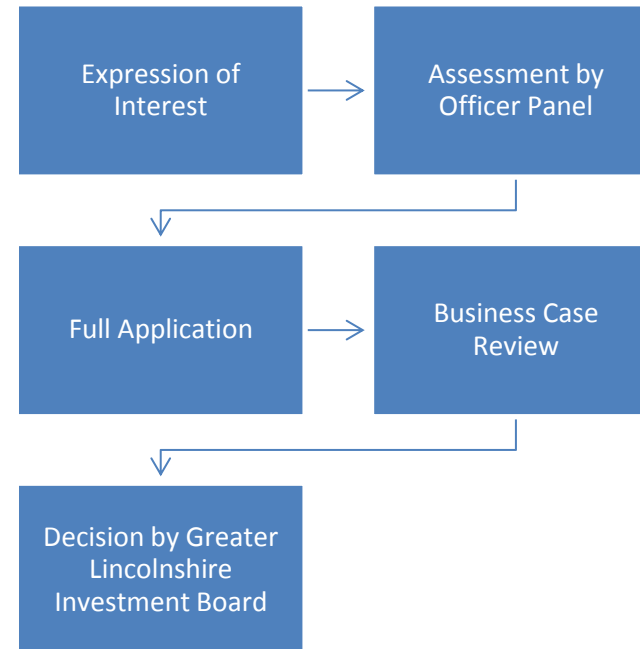 Expression of
Interest
Assessment by
Officer Panel
Full Application
Business Case
Review
Decision by Greater
Lincolnshire
Investment Board